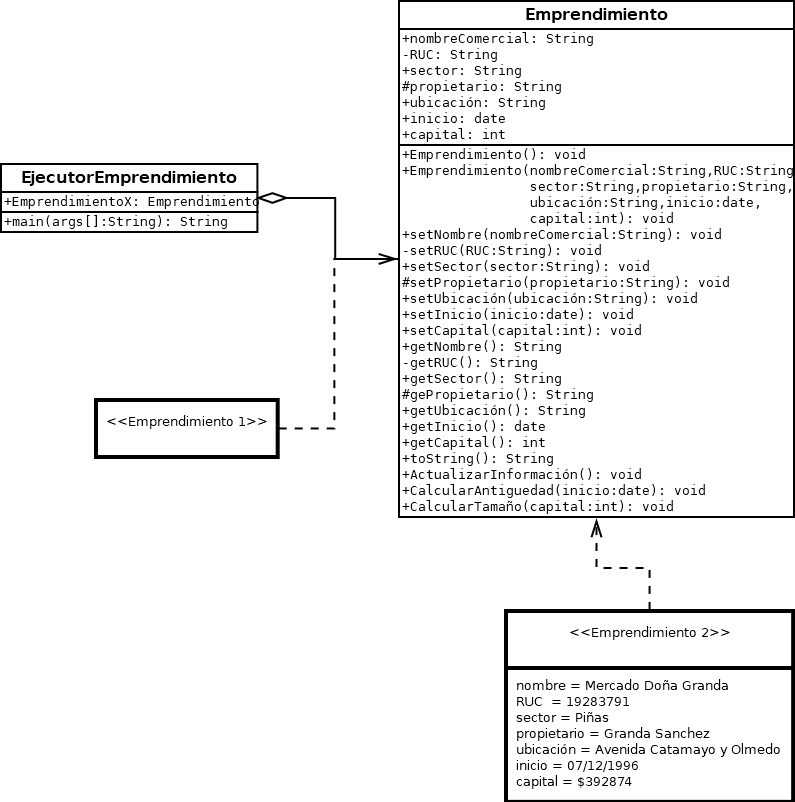 Emprendimiento
+nombreComercial: String
-RUC: String
+sector: String
#propietario: String
+ubicación: String
+inicio: date
+capital: int
+Emprendimiento(): void
+Emprendimiento(nombreComercial:String,RUC:String
sector:String,propietario:String,
ubicación:String,inicio:date,
capital:int): void
+setNombre(nombreComercial:String): void
-setRUC(RUC:String): void
+setSector(sector:String): void
#setPropietario(propietario:String): void
+setUbicación(ubicación:String): void
+setInicio(inicio:date): void
+setCapital(capital:int): void
+getNombre(): String
-getRUC(): String
+getSector(): String
#gePropietario(): String
+getUbicación(): String
+getInicio(): date
+getCapital(): int
+toString(): String
+ActualizarInformación(): void
+CalcularAntiguedad(inicio:date): void
+CalcularTamaño(capital:int): void
EjecutorEmprendimiento
+EmprendimientoX: Emprendimiento
+main(args[]:String): String
<<Emprendimiento 1>>
<<Emprendimiento 2>>
nombre = Mercado Doña Granda
RUC  = 19283791
sector = Piñas
propietario = Granda Sanchez
ubicación = Avenida Catamayo y Olmedo
inicio = 07/12/1996
capital = $392874